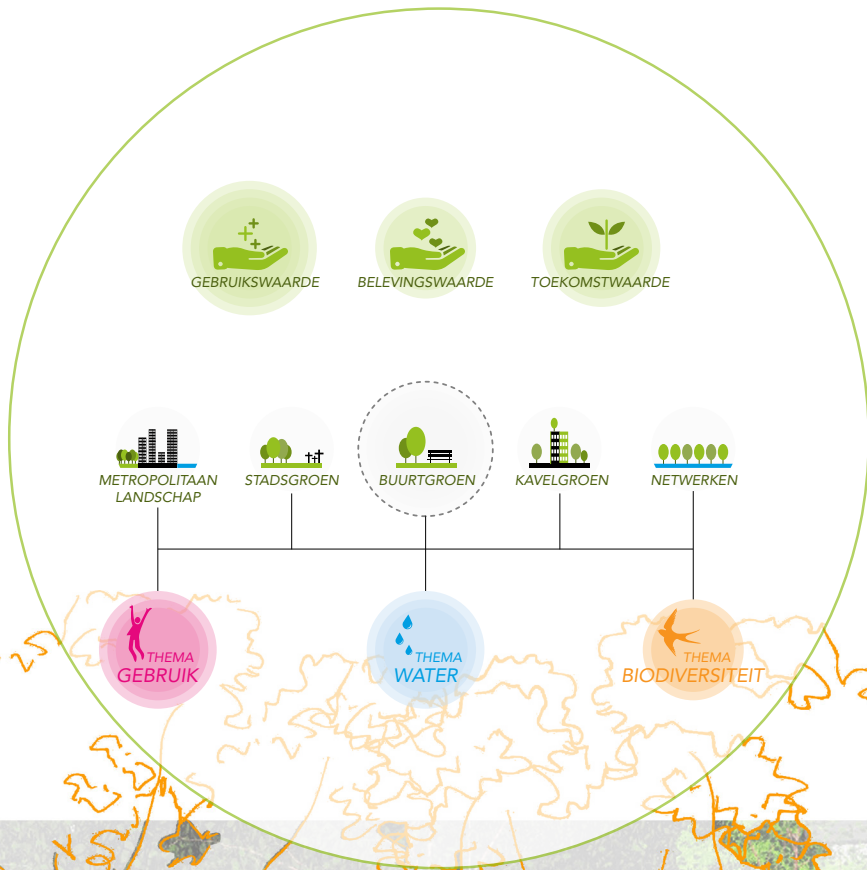 GEBRUIKSWAARDE
BELEVINGSWAARDE
TOEKOMSTWAARDE
METROPOLITAAN
LANDSCHAP
STADSGROEN
BUURTGROEN
KAVELGROEN
NETWERKEN
THEMA
GEBRUIK
THEMA
WATER
THEMA
BIODIVERSITEIT